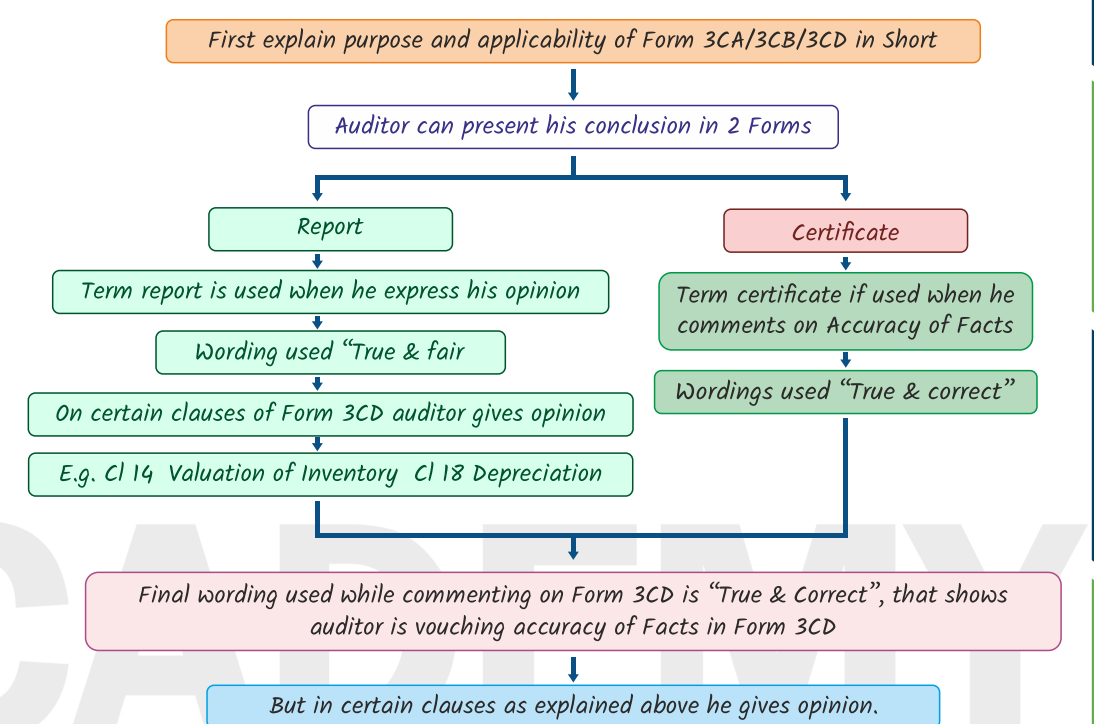 First explain purpose and applicability of Form 3CA/3CB/3CD in Short
Auditor can present his conclusion in 2 Forms
Report
Term report is used when he express his opinion
Wording used “True & fair
On certain clauses of Form 3CD auditor gives opinion
E.g. Cl 14 Valuation of Inventory Cl 18 Depreciation
Certificate
Term certificate if used when he
comments on Accuracy of Facts
Wordings used “True & correct”
Final wording used while commenting on Form 3CD is “True & Correct”, that shows
auditor is vouching accuracy of Facts in Form 3CD
But in certain clauses as explained above he gives opinion.
CADEMY